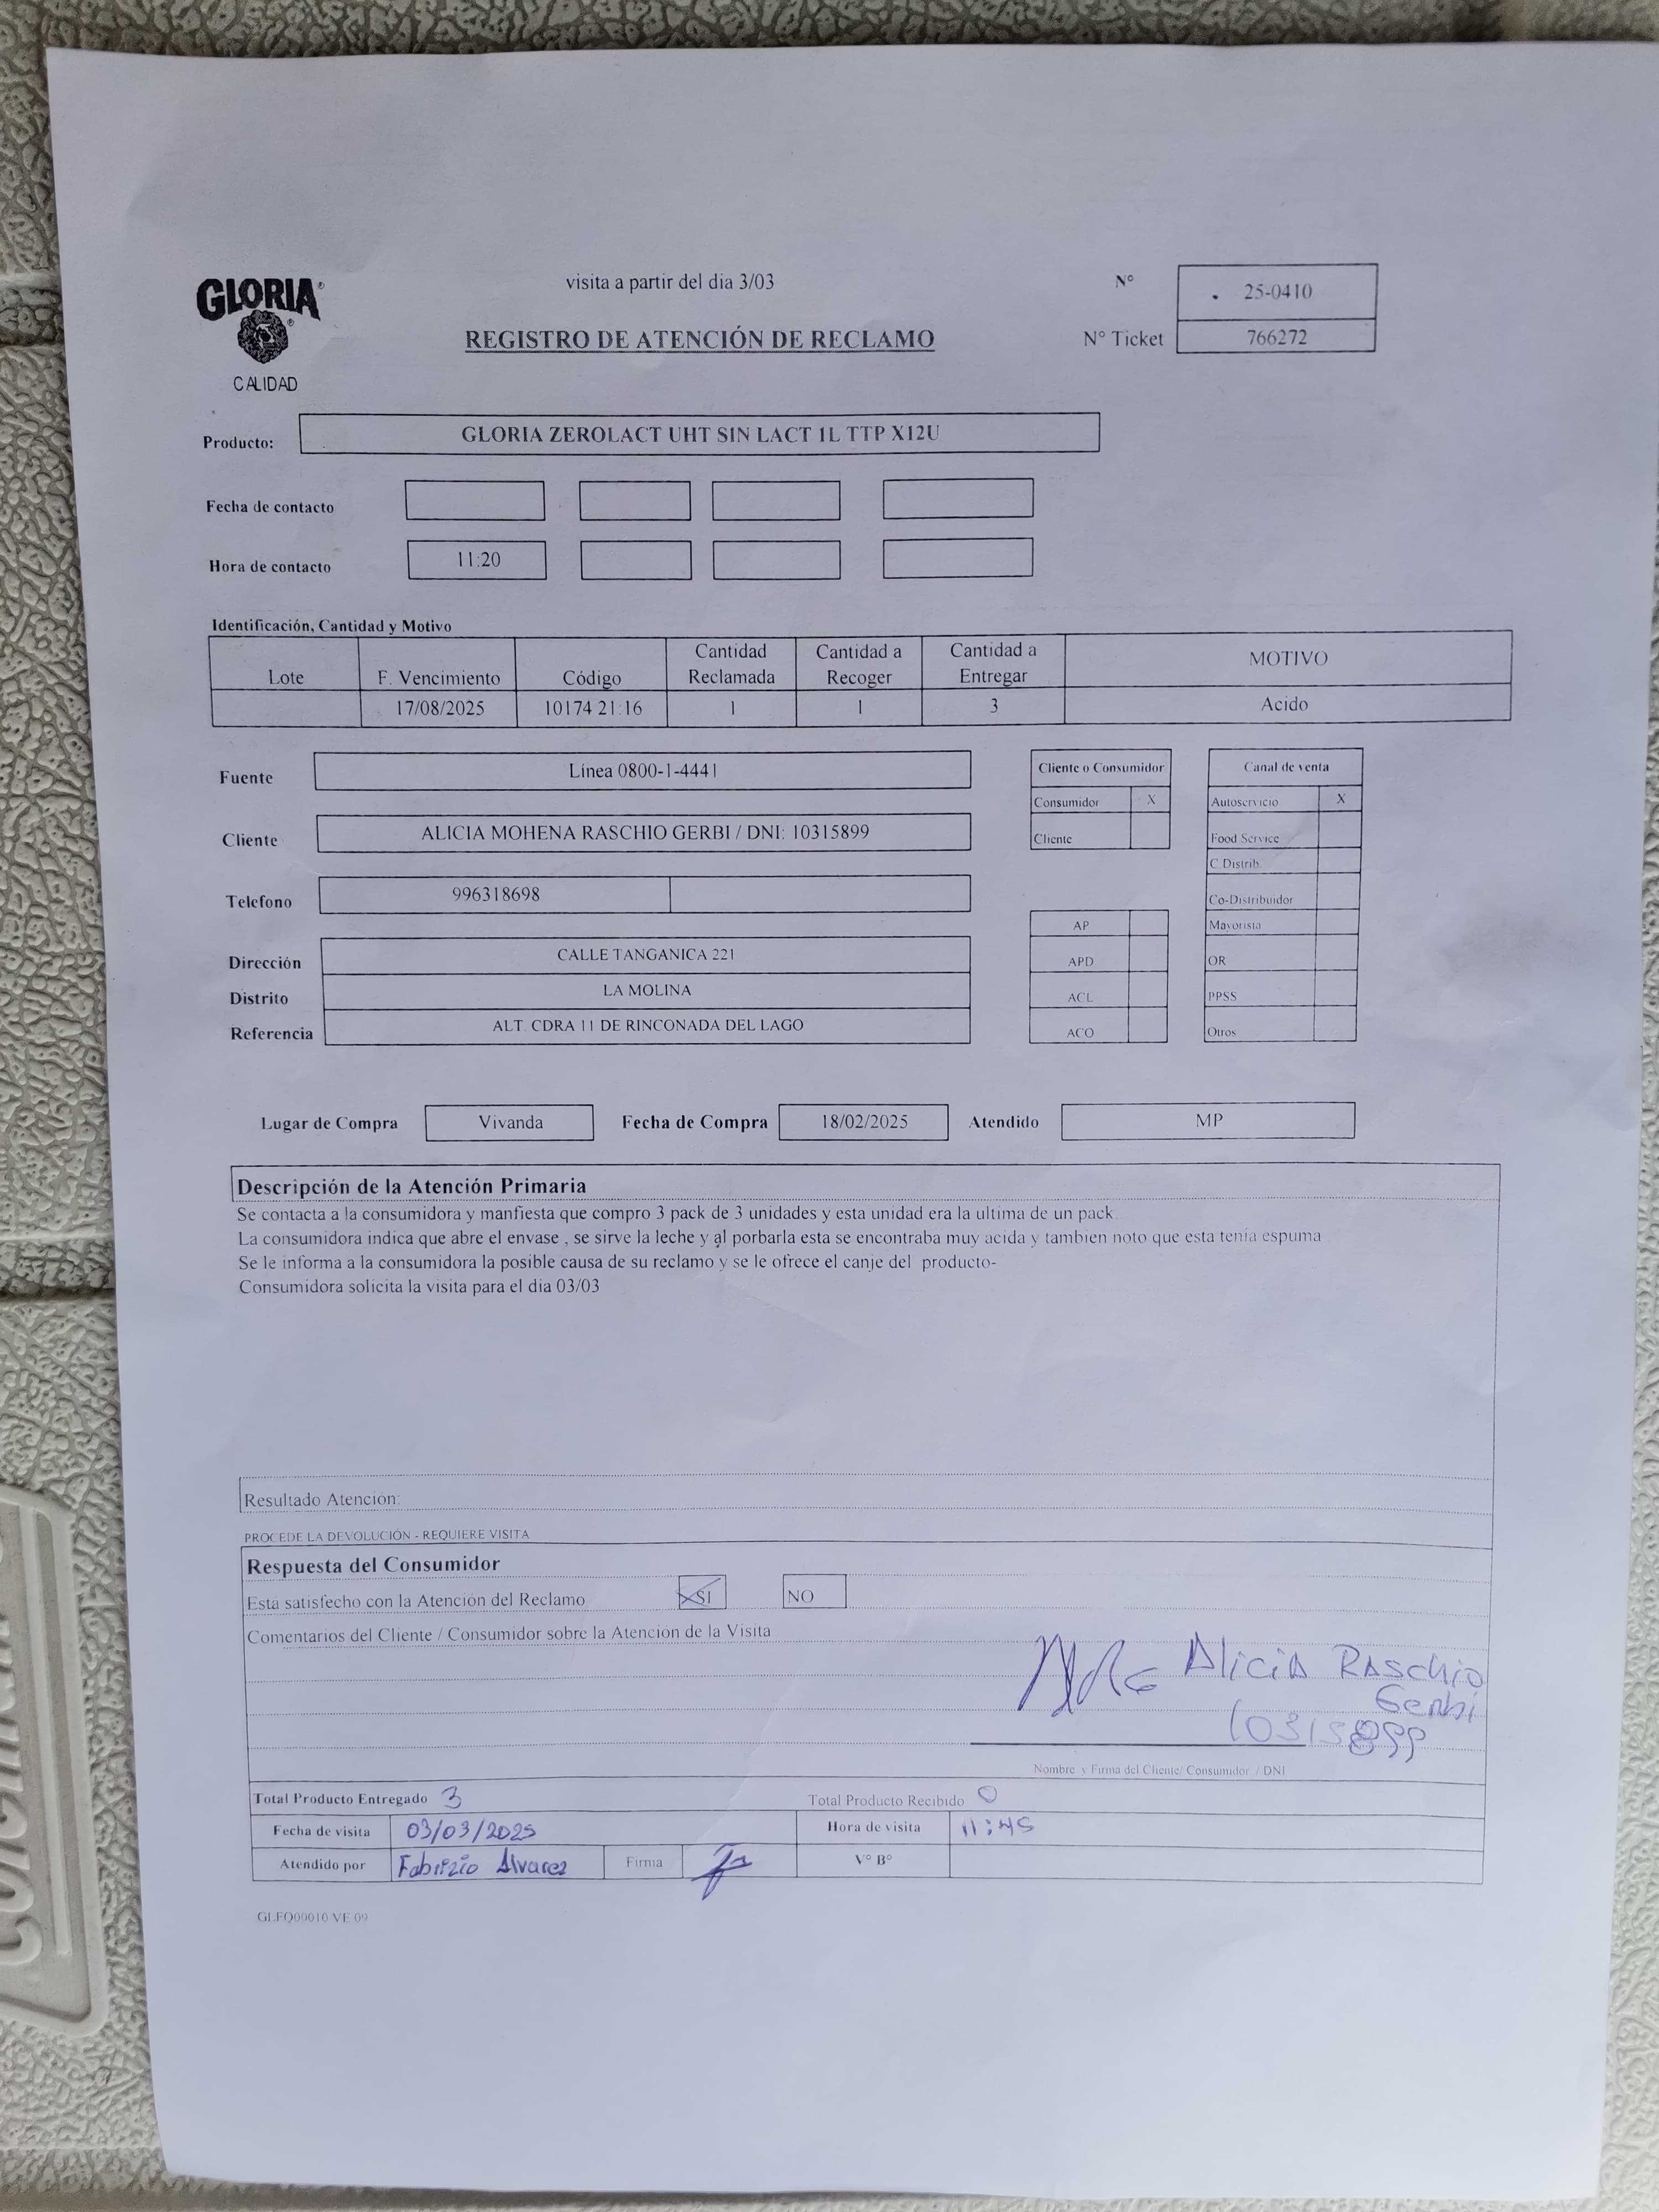 visita a partir del dia 3/03
Nº 25-0410
GLORIA
REGISTRO DE ATENCIÓN DE RECLAMO
Nº Ticket 766272
CALIDAD
Producto: GLORIA ZEROLACT UHT SIN LACT 1L TTP X12U
Fecha de contacto
Hora de contacto 11:20
Identificación, Cantidad y Motivo
Lote F. Vencimiento Código Cantidad Reclamada Cantidad a Recoger Cantidad a Entregar MOTIVO
17/08/2025 10174 21:16 1 1 3 Acido
Fuente Línea 0800-1-4441
Cliente o Consumidor Canal de venta
Consumidor X Autoservicio X
Cliente ALICIA MOHENA RASCHIO GERBI / DNI: 10315899
Cliente Food Service
C.Distrib.
Telefono 996318698
Co-Distribuidor
AP Mayorista
Dirección CALLE TANGANICA 221
APD OR
Distrito LA MOLINA
ACL PPSS
Referencia ALT. CDRA 11 DE RINCONADA DEL LAGO
ACO Otros
Lugar de Compra Vivanda Fecha de Compra 18/02/2025 Atendido MP
Descripción de la Atención Primaria
Se contacta a la consumidora y manfiesta que compro 3 pack de 3 unidades y esta unidad era la ultima de un pack.
La consumidora indica que abre el envase , se sirve la leche y al porbarla esta se encontraba muy acida y tambien noto que esta tenía espuma
Se le informa a la consumidora la posible causa de su reclamo y se le ofrece el canje del producto-
Consumidora solicita la visita para el dia 03/03
Resultado Atención:
PROCEDE LA DEVOLUCIÓN - REQUIERE VISITA
Respuesta del Consumidor
Esta satisfecho con la Atención del Reclamo SI NO
Comentarios del Cliente / Consumidor sobre la Atencion de la Visita
Alicia Raschio
Gerbi
10315899
Nombre y Firma del Cliente/ Consumidor / DNI
Total Producto Entregado 3 Total Producto Recibido 0
Fecha de visita 03/03/2025 Hora de visita 11:45
Atendido por Fabrizio Alvarez Firma Vº Bº
GLFQ00010 VE 09